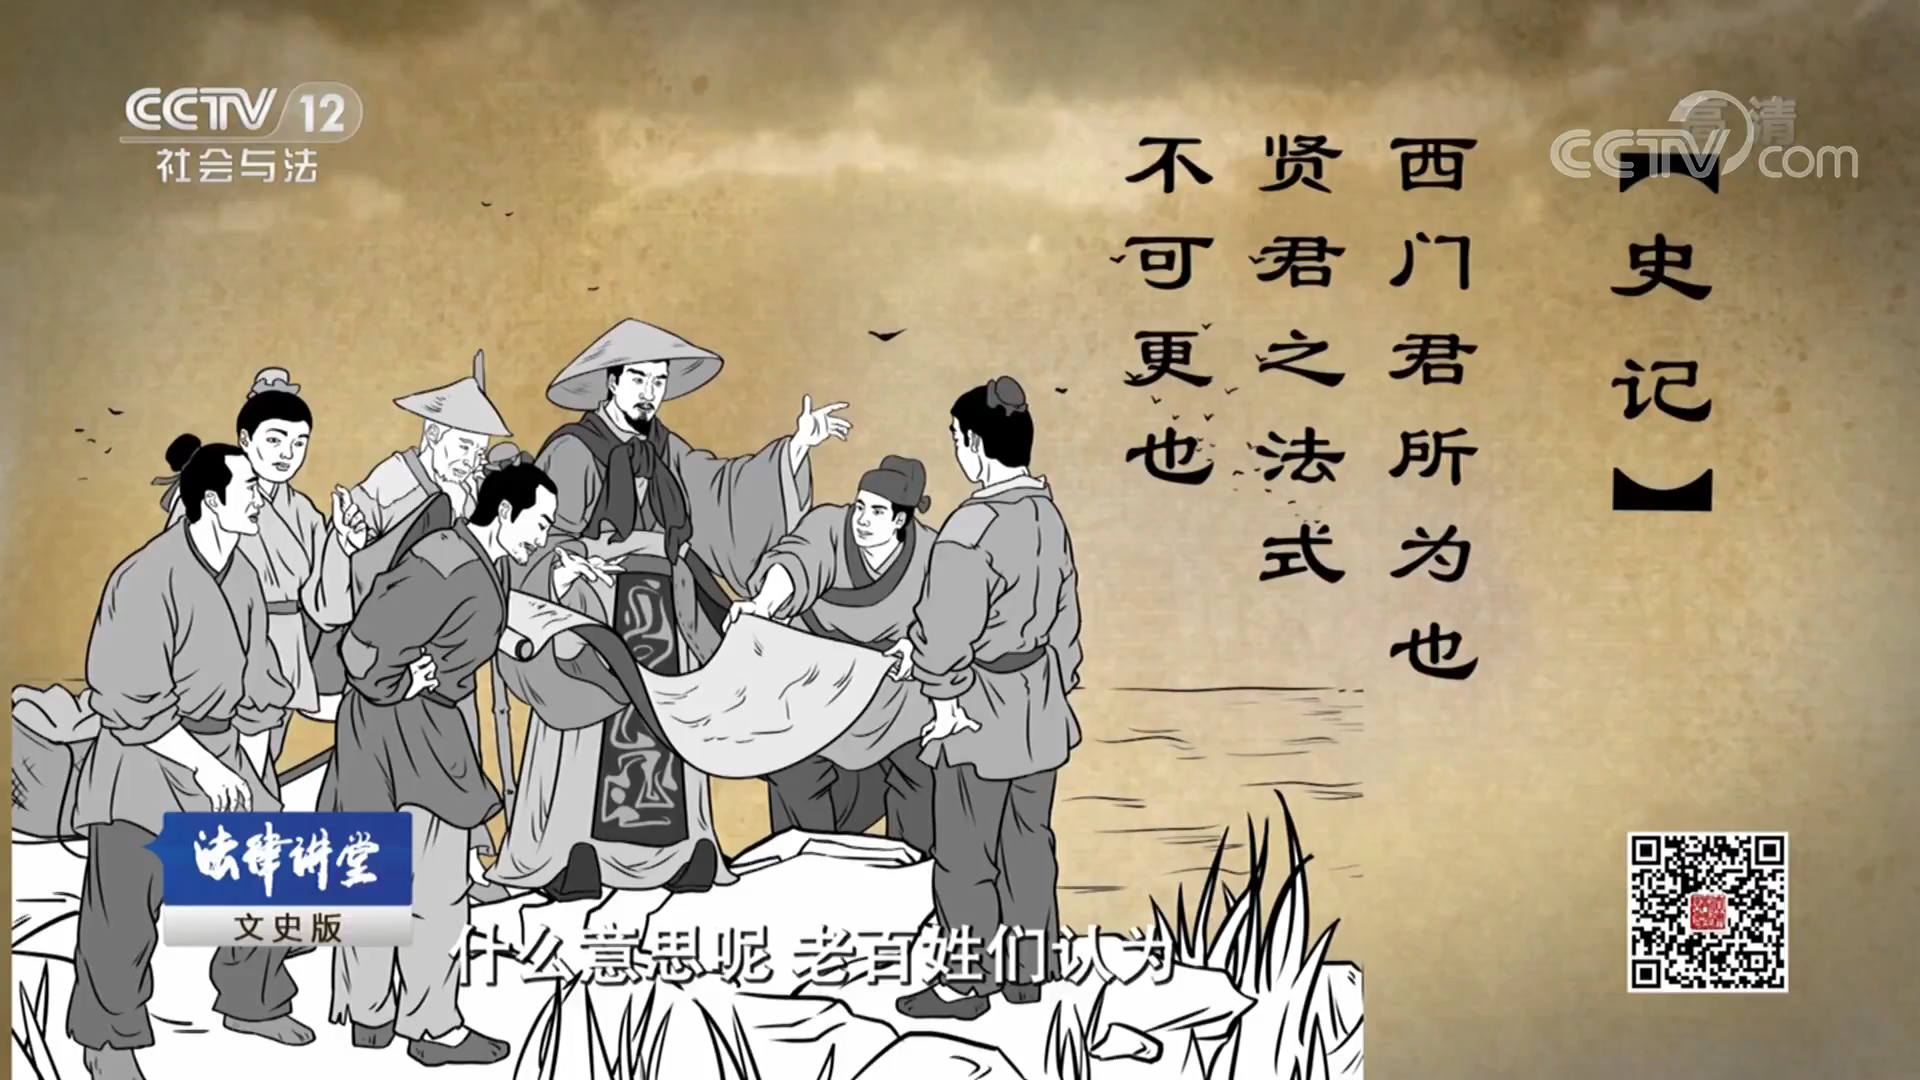 CCTV 12
社会与法
高清
CCTV com
【史记】
西门君所为也
贤君之法式
不可更也
法律讲堂
文史版
什么意思呢 老百姓们认为